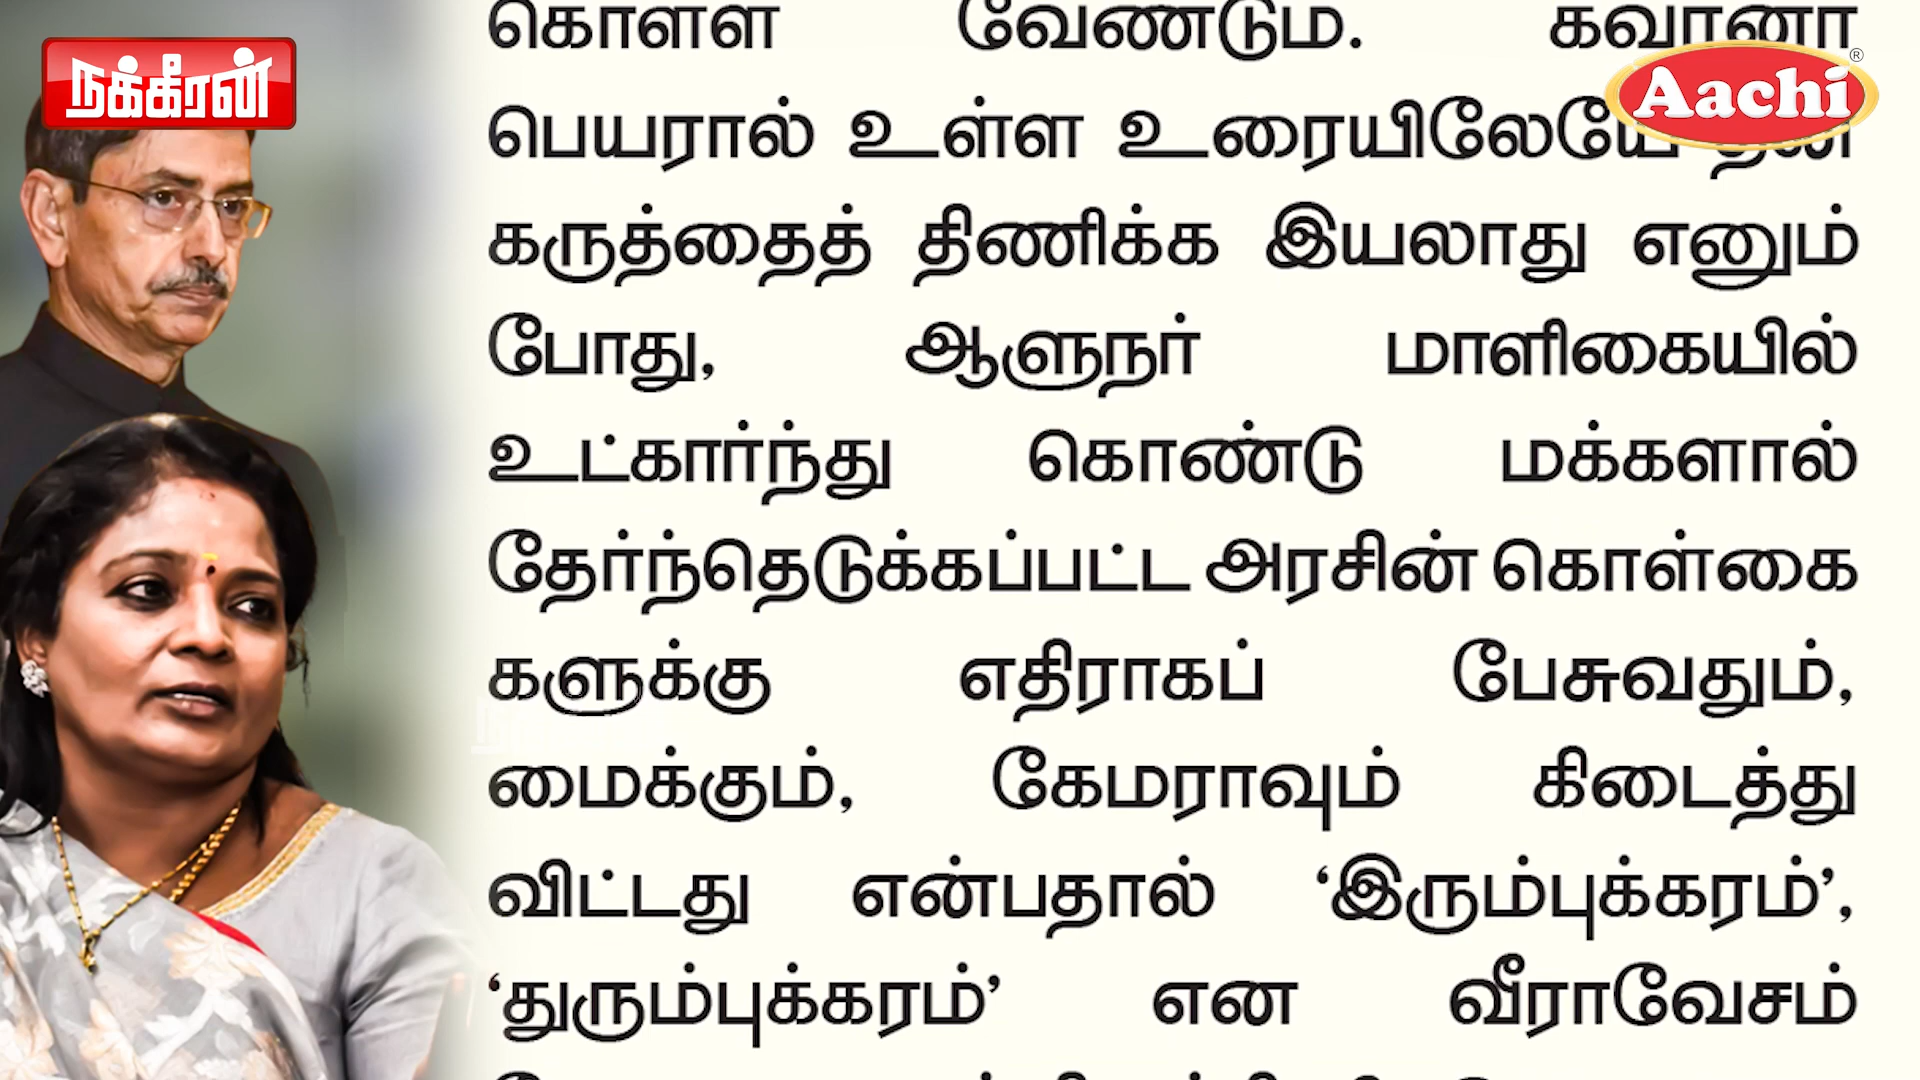 நக்கீரன்
கொள்ள வேண்டும். கவர்னர்
Aachi
®
பெயரால் உள்ள உரையிலேயே தன்
கருத்தைத் திணிக்க இயலாது எனும்
போது, ஆளுநர் மாளிகையில்
உட்கார்ந்து கொண்டு மக்களால்
தேர்ந்தெடுக்கப்பட்ட அரசின் கொள்கை
களுக்கு எதிராகப் பேசுவதும்,
மைக்கும், கேமராவும் கிடைத்து
விட்டது என்பதால் ‘இரும்புக்கரம்’,
‘துரும்புக்கரம்’ என வீராவேசம்